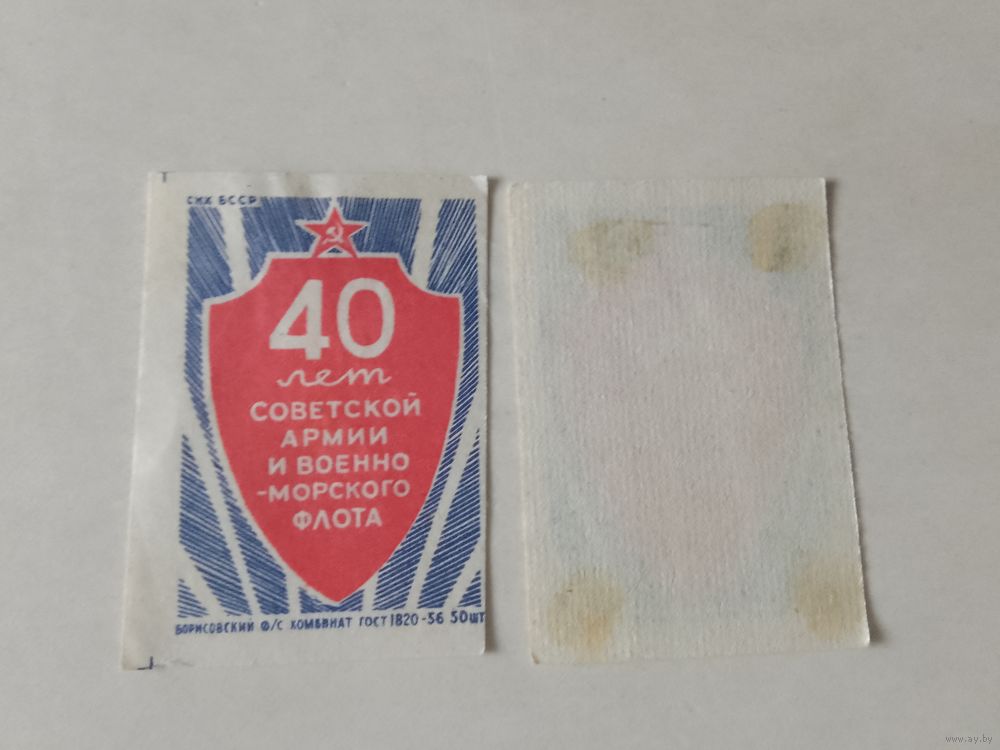 СНХ БССР
40
лет
СОВЕТСКОЙ
АРМИИ
И ВОЕННО
-МОРСКОГО
ФЛОТА
БОРИСОВСКИЙ Ф/С КОМБИНАТ ГОСТ 1820-56 50 ШТ
www.ay.by